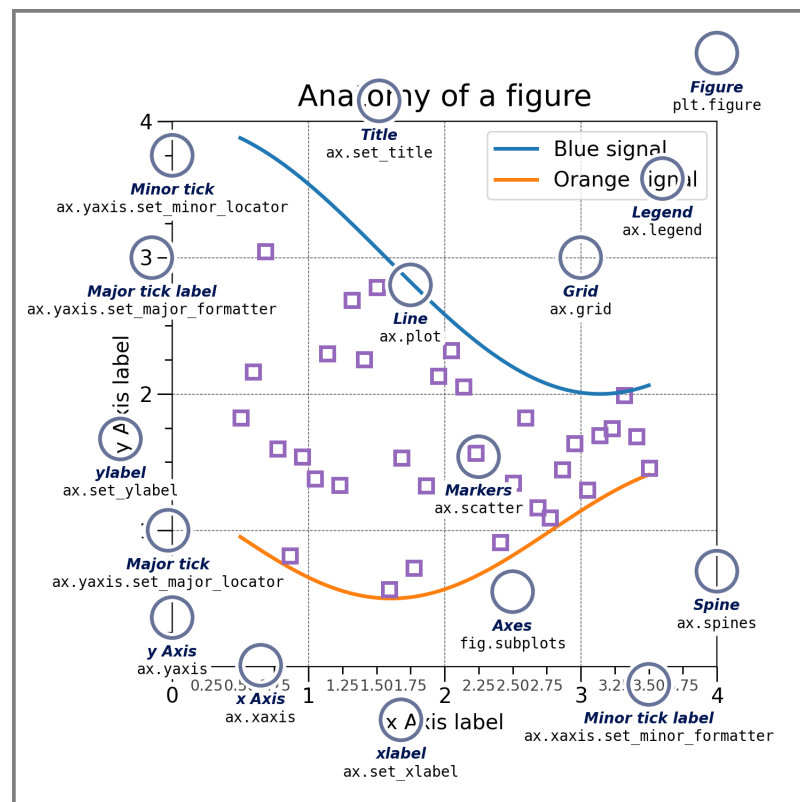 Figure
plt.figure
Anatomy of a figure
Title
ax.set_title
4
Blue signal
Orange signal
Minor tick
ax.yaxis.set_minor_locator
Legend
ax.legend
3
Major tick label
ax.yaxis.set_major_formatter
Grid
ax.grid
Line
ax.plot
2
y Axis label
ylabel
ax.set_ylabel
Markers
ax.scatter
Major tick
ax.yaxis.set_major_locator
Axes
fig.subplots
Spine
ax.spines
y Axis
ax.yaxis
0 0.25 1 1.25 1.50 1.75 2 2.25 2.50 2.75 3 3.50 4
x Axis
ax.xaxis
x Axis label
xlabel
ax.set_xlabel
Minor tick label
ax.xaxis.set_minor_formatter